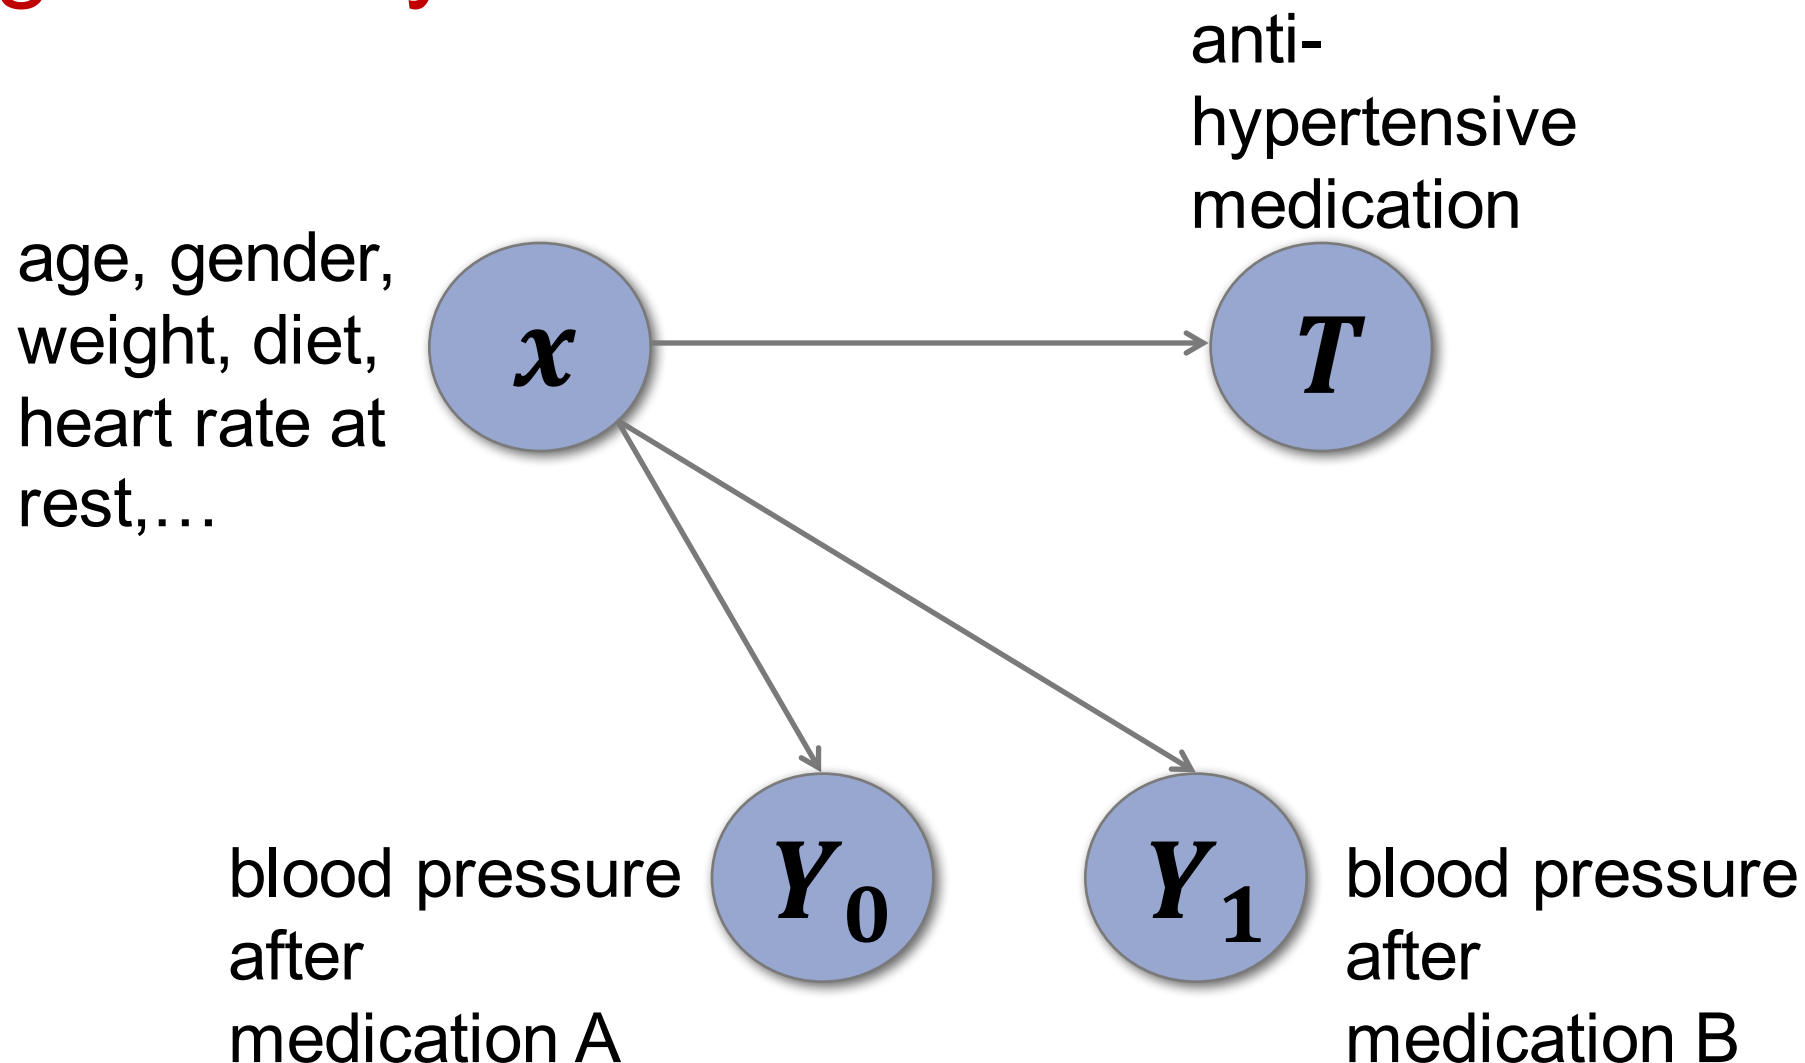 anti-
hypertensive
medication
age, gender,
weight, diet,
heart rate at
rest,…
x
T
Y₀
Y₁
blood pressure
after
medication A
blood pressure
after
medication B